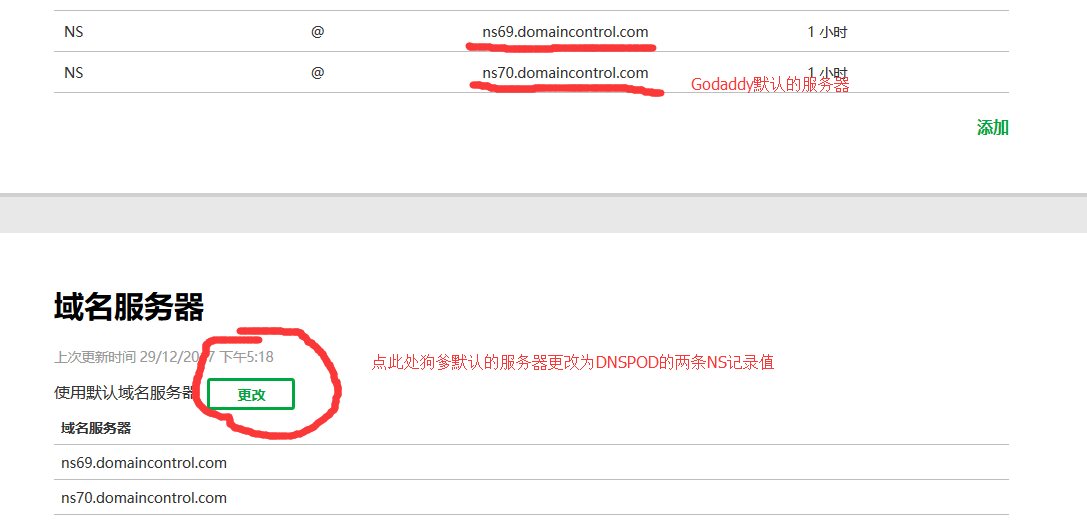 NS @ ns69.domaincontrol.com 1 小时
NS @ ns70.domaincontrol.com 1 小时
Godaddy默认的服务器
添加
域名服务器
上次更新时间 29/12/2017 下午5:18
点此处狗爹默认的服务器更改为DNSPOD的两条NS记录值
使用默认域名服务器 更改
域名服务器
ns69.domaincontrol.com
ns70.domaincontrol.com